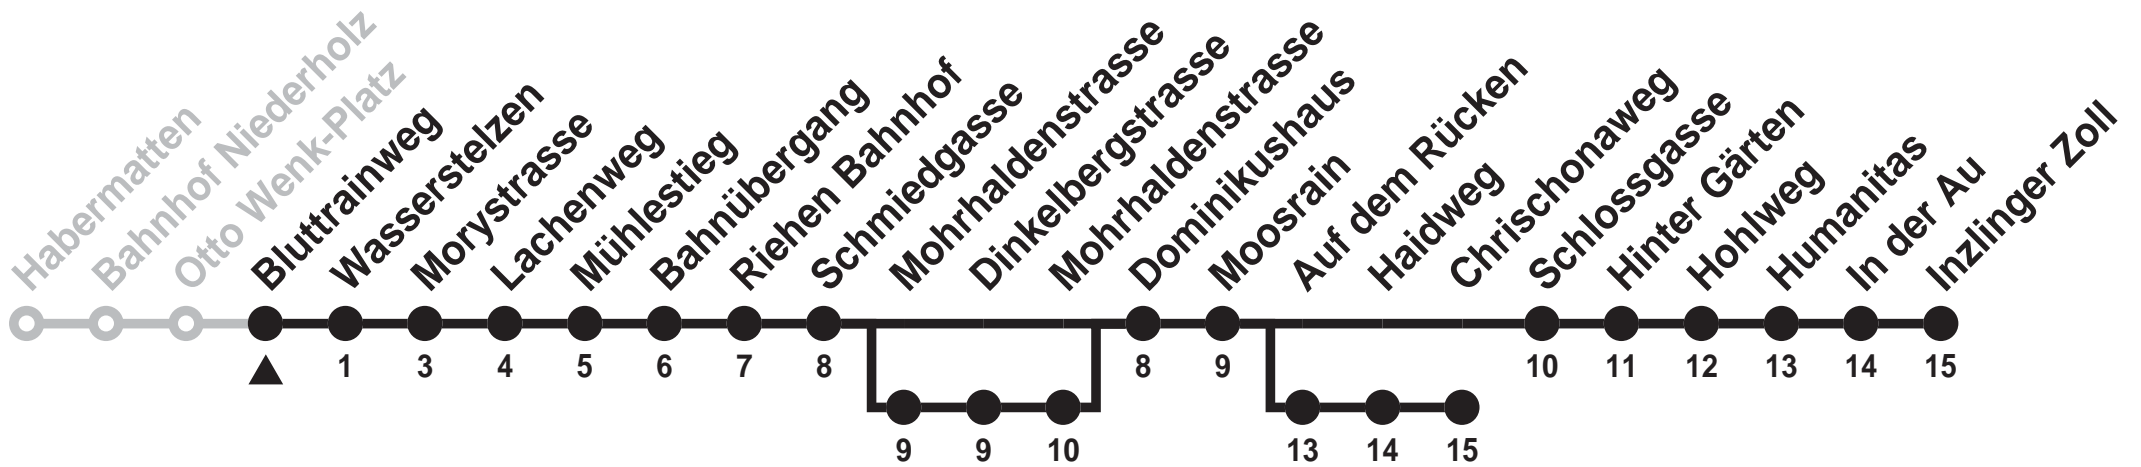 Habermatten
Bahnhof Niederholz
Otto Wenk-Platz
Bluttrainweg
Wasserstelzen
Morystrasse
Lachenweg
Mühlestieg
Bahnübergang
Riehen Bahnhof
Schmiedgasse
Mohrhaldenstrasse
Dinkelbergstrasse
Mohrhaldenstrasse
Dominikushaus
Moosrain
Auf dem Rücken
Haidweg
Chrischonaweg
Schlossgasse
Hinter Gärten
Hohlweg
Humanitas
In der Au
Inzlinger Zoll
1 3 4 5 6 7 8 8 9 10 11 12 13 14 15
9 9 10 13 14 15